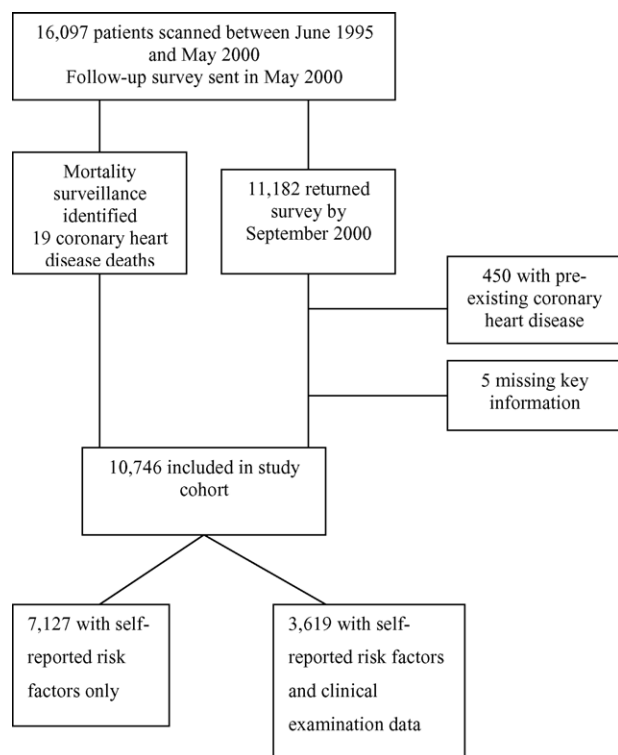 16,097 patients scanned between June 1995
and May 2000
Follow-up survey sent in May 2000
Mortality
surveillance
identified
19 coronary heart
disease deaths
11,182 returned
survey by
September 2000
450 with pre-
existing coronary
heart disease
5 missing key
information
10,746 included in study
cohort
7,127 with self-
reported risk
factors only
3,619 with self-
reported risk factors
and clinical
examination data